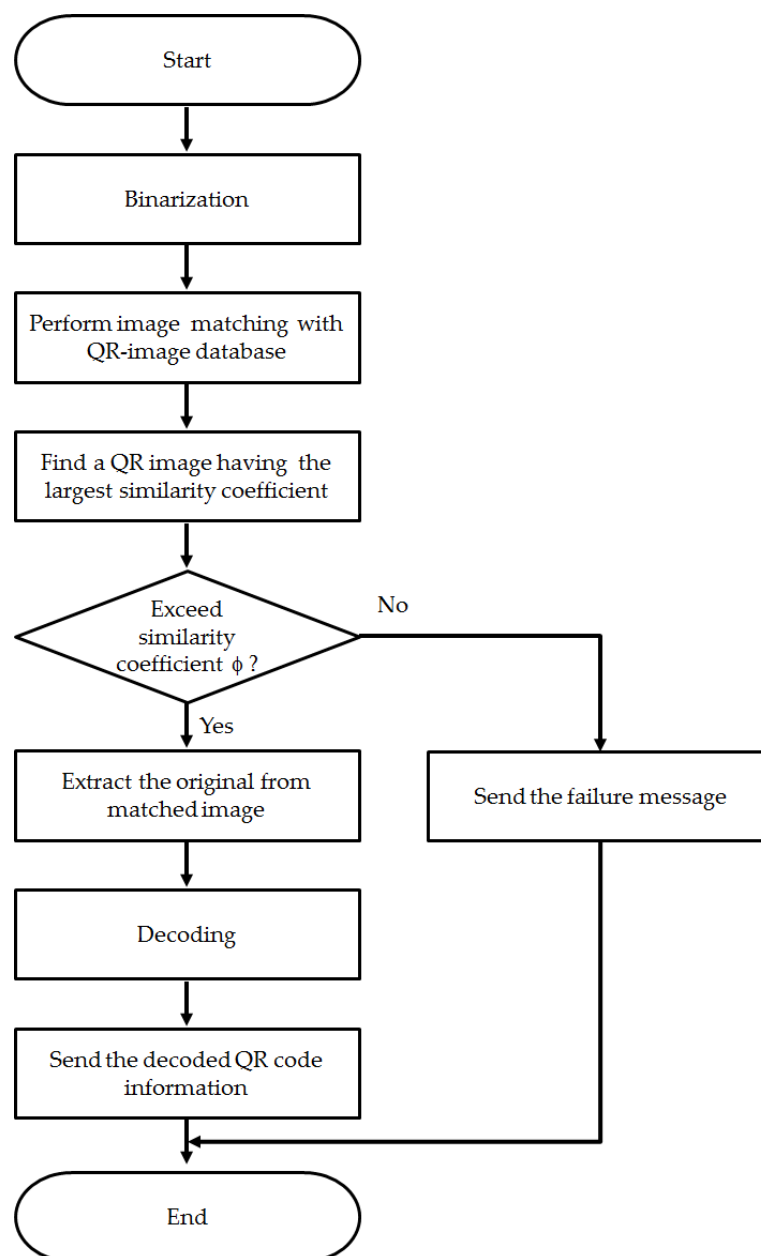 Start
Binarization
Perform image matching with
QR-image database
Find a QR image having the
largest similarity coefficient
Exceed
similarity
coefficient ϕ ?
No
Yes
Extract the original from
matched image
Send the failure message
Decoding
Send the decoded QR code
information
End